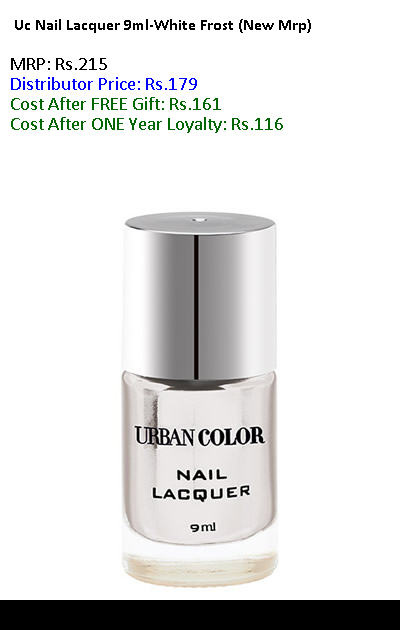 Uc Nail Lacquer 9ml-White Frost (New Mrp)
MRP: Rs.215
Distributor Price: Rs.179
Cost After FREE Gift: Rs.161
Cost After ONE Year Loyalty: Rs.116
URBAN COLOR
NAIL
LACQUER
9ml